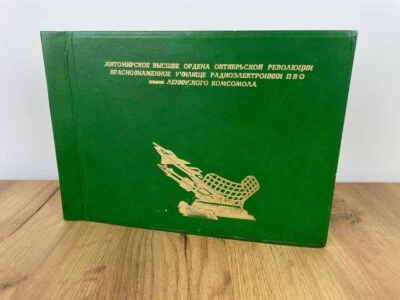 ЖИТОМИРСКОЕ ВЫСШЕЕ ОРДЕНА ОКТЯБРЬСКОЙ РЕВОЛЮЦИИ
КРАСНОЗНАМЕННОЕ УЧИЛИЩЕ РАДИОЭЛЕКТРОНИКИ ПВО
имени ЛЕНИНСКОГО КОМСОМОЛА